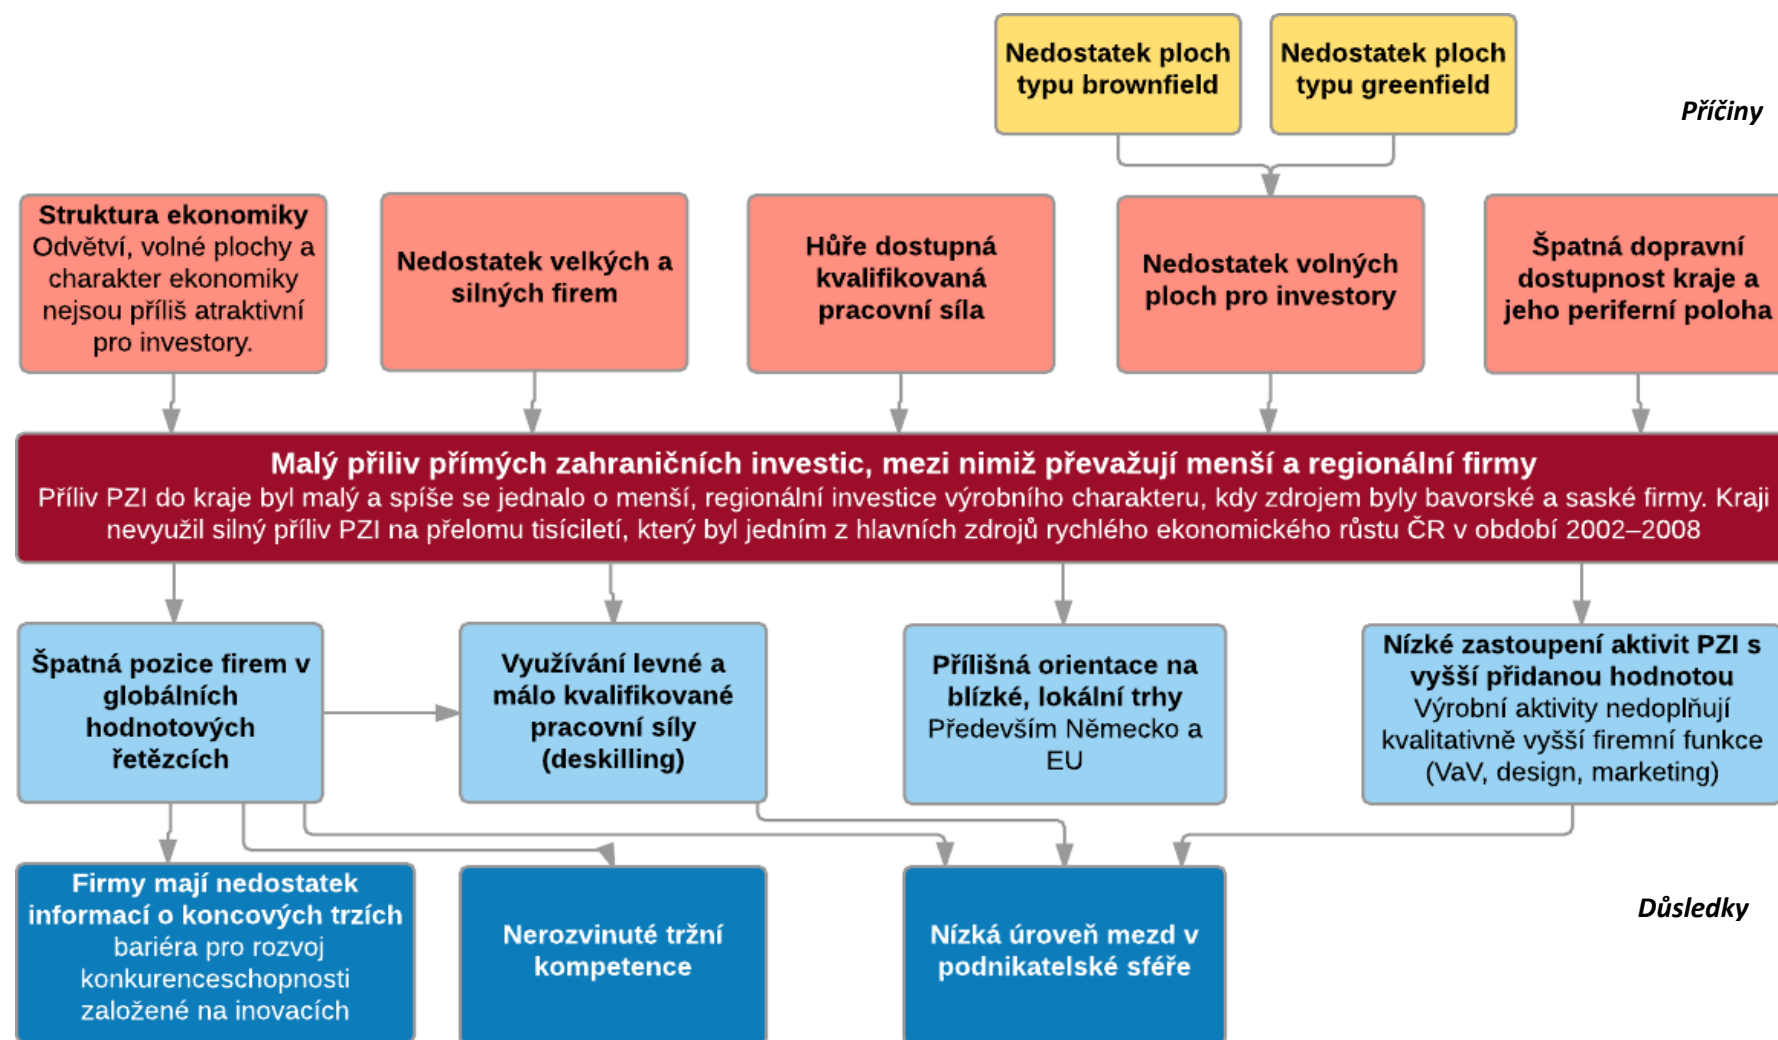 Nedostatek ploch
typu brownfield
Nedostatek ploch
typu greenfield
Příčiny
Struktura ekonomiky
Odvětví, volné plochy a
charakter ekonomiky
nejsou příliš atraktivní
pro investory.
Nedostatek velkých a
silných firem
Hůře dostupná
kvalifikovaná
pracovní síla
Nedostatek volných
ploch pro investory
Špatná dopravní
dostupnost kraje a
jeho periferní poloha
Malý příliv přímých zahraničních investic, mezi nimiž převažují menší a regionální firmy
Příliv PZI do kraje byl malý a spíše se jednalo o menší, regionální investice výrobního charakteru, kdy zdrojem byly bavorské a saské firmy. Kraji
nevyužil silný příliv PZI na přelomu tisíciletí, který byl jedním z hlavních zdrojů rychlého ekonomického růstu ČR v období 2002–2008
Špatná pozice firem v
globálních
hodnotových
řetězcích
Využívání levné a
málo kvalifikované
pracovní síly
(deskilling)
Přílišná orientace na
blízké, lokální trhy
Především Německo a
EU
Nízké zastoupení aktivit PZI s
vyšší přidanou hodnotou
Výrobní aktivity nedoplňují
kvalitativně vyšší firemní funkce
(VaV, design, marketing)
Firmy mají nedostatek
informací o koncových trzích
bariéra pro rozvoj
konkurenceschopnosti
založené na inovacích
Nerozvinuté tržní
kompetence
Nízká úroveň mezd v
podnikatelské sféře
Důsledky